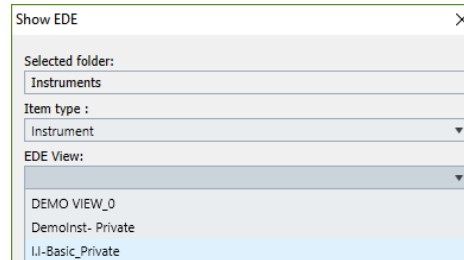 Show EDE
Selected folder:
Instruments
Item type :
Instrument
EDE View:
DEMO VIEW_0
DemoInst- Private
I.I-Basic_Private